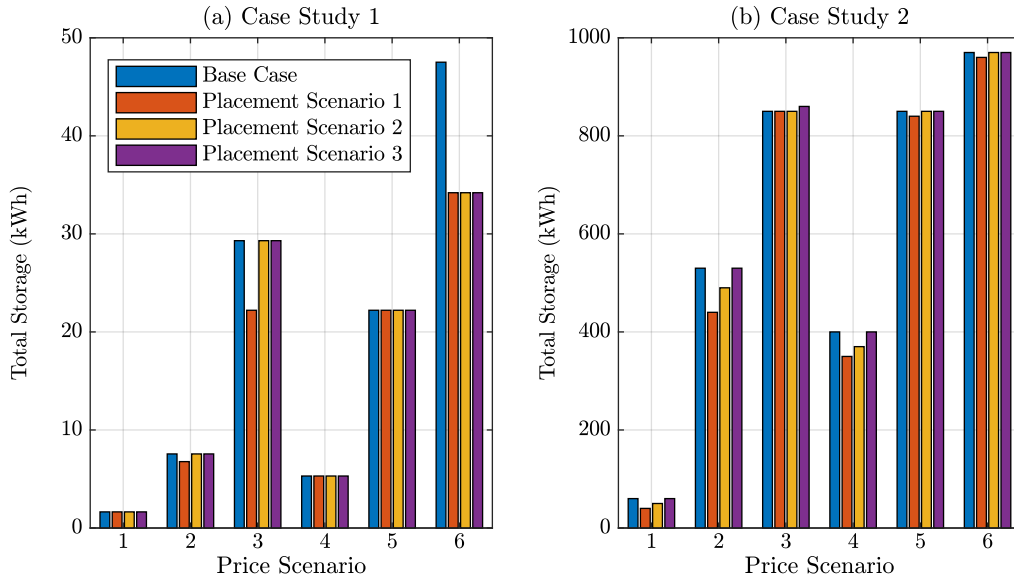 (a) Case Study 1
50
40
30
20
10
0
Total Storage (kWh)
Base Case
Placement Scenario 1
Placement Scenario 2
Placement Scenario 3
1 2 3 4 5 6
Price Scenario
(b) Case Study 2
1000
800
600
400
200
0
Total Storage (kWh)
1 2 3 4 5 6
Price Scenario